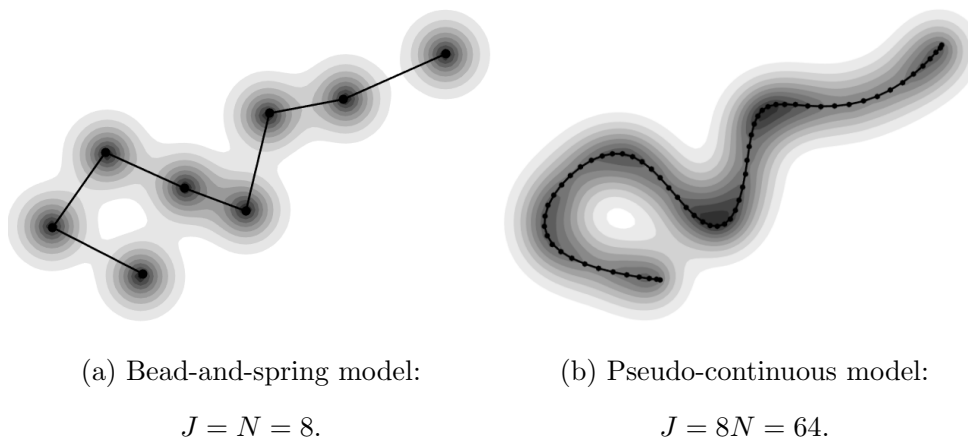 (a) Bead-and-spring model:
J = N = 8.
(b) Pseudo-continuous model:
J = 8N = 64.